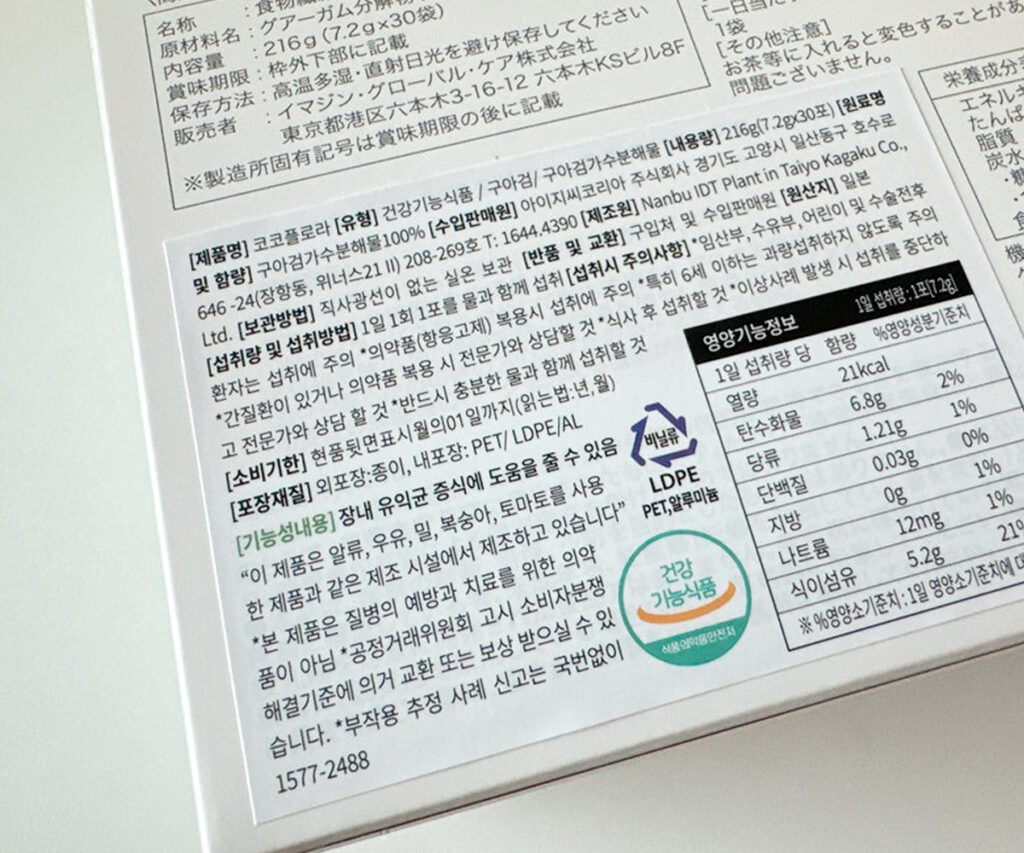 名称 : 食物繊
原材料名 : グアーガム分解物
内容量 : 216g(7.2g×30袋)
賞味期限 : 枠外下部に記載
保存方法 : 高温多湿・直射日光を避け保存してください
販売者 : イマジン・グローバル・ケア株式会社
東京都港区六本木3-16-12 六本木KSビル8F
※製造所固有記号は賞味期限の後に記載
[一日当た
1袋
[その他注意]
お茶等に入れると変色することがあ
問題ございません。
栄養成分
エネルギ
たんぱ
脂質
炭水
・糖
食
機
[제품명] 코코플로라 [유형] 건강기능식품 / 구아검/ 구아검가수분해물 [내용량] 216g(7.2gx30포) [원료명
및 함량] 구아검가수분해물100% [수입판매원] 아이지씨코리아 주식회사 경기도 고양시 일산동구 호수로
646 -24(장항동, 위너스21 II) 208-269호 T: 1644.4390 [제조원] Nanbu IDT Plant in Taiyo Kagaku Co.,
Ltd. [보관방법] 직사광선이 없는 실온 보관 [반품 및 교환] 구입처 및 수입판매원 [원산지] 일본
[섭취량 및 섭취방법] 1일 1회 1포를 물과 함께 섭취 [섭취시 주의사항] *임산부, 수유부, 어린이 및 수술전후
환자는 섭취에 주의 *의약품(항응고제) 복용시 섭취에 주의 *특히 6세 이하는 과량섭취하지 않도록 주의
*간질환이 있거나 의약품 복용 시 전문가와 상담할 것 *식사 후 섭취할 것 *이상사례 발생 시 섭취를 중단하
고 전문가와 상담 할 것 *반드시 충분한 물과 함께 섭취할 것
[소비기한] 현품뒷면표시월의01일까지(읽는법:년,월)
[포장재질] 외포장:종이, 내포장: PET/ LDPE/AL
[기능성내용] 장내 유익균 증식에 도움을 줄 수 있음
“이 제품은 알류, 우유, 밀, 복숭아, 토마토를 사용
한 제품과 같은 제조 시설에서 제조하고 있습니다”
*본 제품은 질병의 예방과 치료를 위한 의약
품이 아님 *공정거래위원회 고시 소비자분쟁
해결기준에 의거 교환 또는 보상 받으실 수 있
습니다. *부작용 추정 사례 신고는 국번없이
1577-2488
비닐류
LDPE
PET,알루미늄
건강
기능식품
식품의약품안전처
영양기능정보 1일 섭취량 : 1포(7.2g)
1일 섭취량 당 함량 %영양성분기준치
열량 21kcal
탄수화물 6.8g 2%
당류 1.21g 1%
단백질 0.03g 0%
지방 0g 1%
나트륨 12mg 1%
식이섬유 5.2g 21%
※%영양소기준치 : 1일 영양소기준치에 대